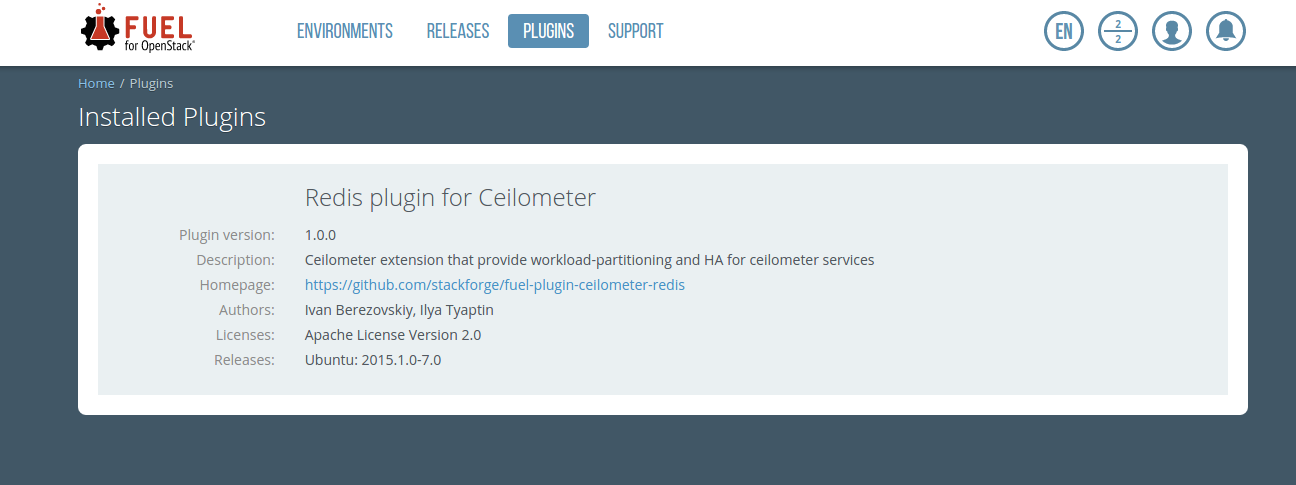 FUEL
for OpenStack
ENVIRONMENTS RELEASES PLUGINS SUPPORT EN 2 2
Home / Plugins
Installed Plugins
Redis plugin for Ceilometer
Plugin version: 1.0.0
Description: Ceilometer extension that provide workload-partitioning and HA for ceilometer services
Homepage: https://github.com/stackforge/fuel-plugin-ceilometer-redis
Authors: Ivan Berezovskiy, Ilya Tyaptin
Licenses: Apache License Version 2.0
Releases: Ubuntu: 2015.1.0-7.0